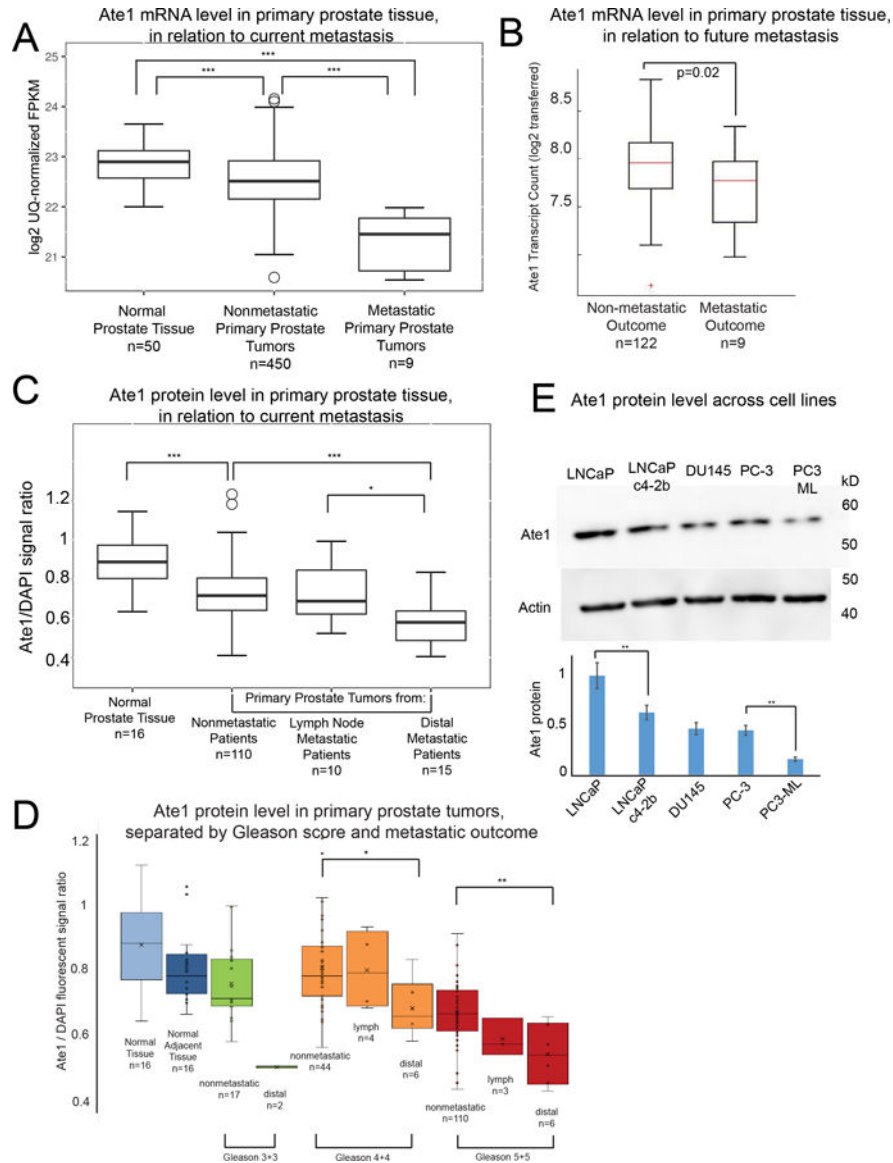 A
Ate1 mRNA level in primary prostate tissue,
in relation to current metastasis
log2 UQ-normalized FPKM
25
24
23
22
21
***
***
***
Normal
Prostate Tissue
n=50
Nonmetastatic
Primary Prostate
Tumors
n=450
Metastatic
Primary Prostate
Tumors
n=9
B
Ate1 mRNA level in primary prostate tissue,
in relation to future metastasis
Ate1 Transcript Count (log2 transferred)
8.5
8.0
7.5
p=0.02
Non-metastatic
Outcome
n=122
Metastatic
Outcome
n=9
C
Ate1 protein level in primary prostate tissue,
in relation to current metastasis
Ate1/DAPI signal ratio
1.2
1
0.8
0.6
0.4
***
***
*
Normal
Prostate Tissue
n=16
Primary Prostate Tumors from:
Nonmetastatic
Patients
n=110
Lymph Node
Metastatic
Patients
n=10
Distal
Metastatic
Patients
n=15
E
Ate1 protein level across cell lines
LNCaP
LNCaP
c4-2b
DU145
PC-3
PC3
ML
kD
Ate1
60
50
Actin
50
40
Ate1 protein
1
0.5
0
**
**
LNCaP
LNCaP
c4-2b
DU145
PC-3
PC3-ML
D
Ate1 protein level in primary prostate tumors,
separated by Gleason scpre and metastatic outcome
Ate1 / DAPI fluorescent signal ratio
1.2
1.0
0.8
0.6
0.4
*
**
Normal
Tissue
n=16
Normal
Adjacent
Tissue
n=16
nonmetastatic
n=17
distal
n=2
nonmetastatic
n=44
lymph
n=4
distal
n=6
nonmetastatic
n=110
lymph
n=3
distal
n=6
Gleason 3+3
Gleason 4+4
Gleason 5+5